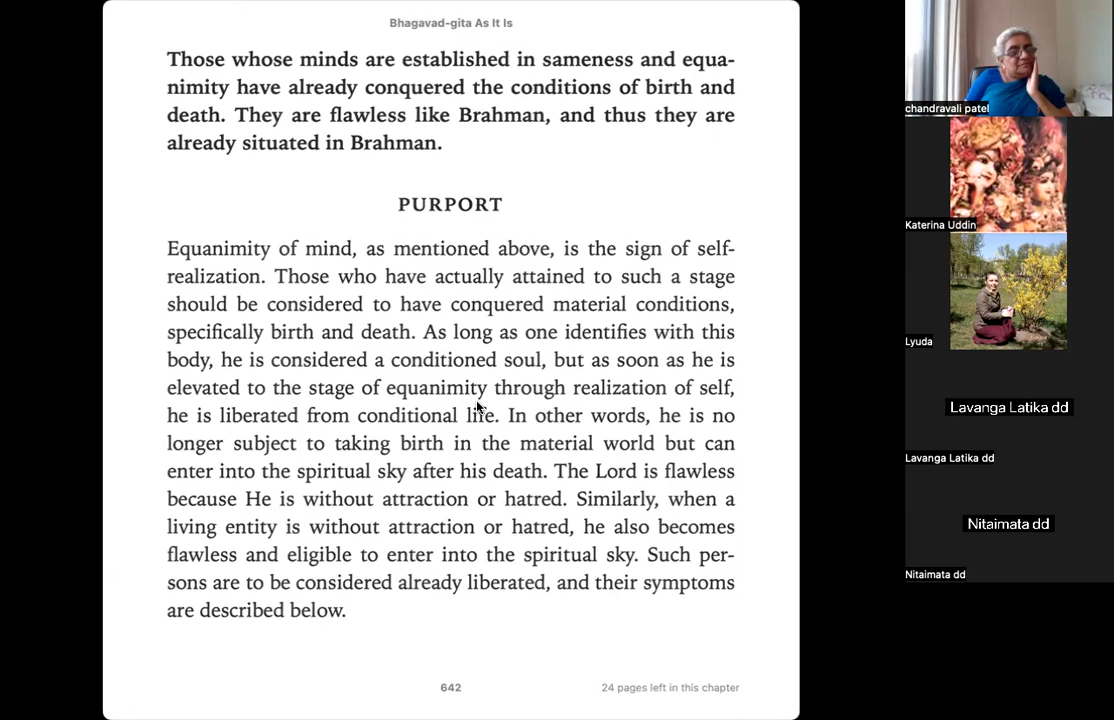 Bhagavad-gita As It Is
Those whose minds are established in sameness and equa-
nimity have already conquered the conditions of birth and
death. They are flawless like Brahman, and thus they are
already situated in Brahman.
PURPORT
Equanimity of mind, as mentioned above, is the sign of self-
realization. Those who have actually attained to such a stage
should be considered to have conquered material conditions,
specifically birth and death. As long as one identifies with this
body, he is considered a conditioned soul, but as soon as he is
elevated to the stage of equanimity through realization of self,
he is liberated from conditional life. In other words, he is no
longer subject to taking birth in the material world but can
enter into the spiritual sky after his death. The Lord is flawless
because He is without attraction or hatred. Similarly, when a
living entity is without attraction or hatred, he also becomes
flawless and eligible to enter into the spiritual sky. Such per-
sons are to be considered already liberated, and their symptoms
are described below.
642
24 pages left in this chapter
chandravali patel
Katerina Uddin
Lyuda
Lavanga Latika dd
Lavanga Latika dd
Nitaimata dd
Nitaimata dd